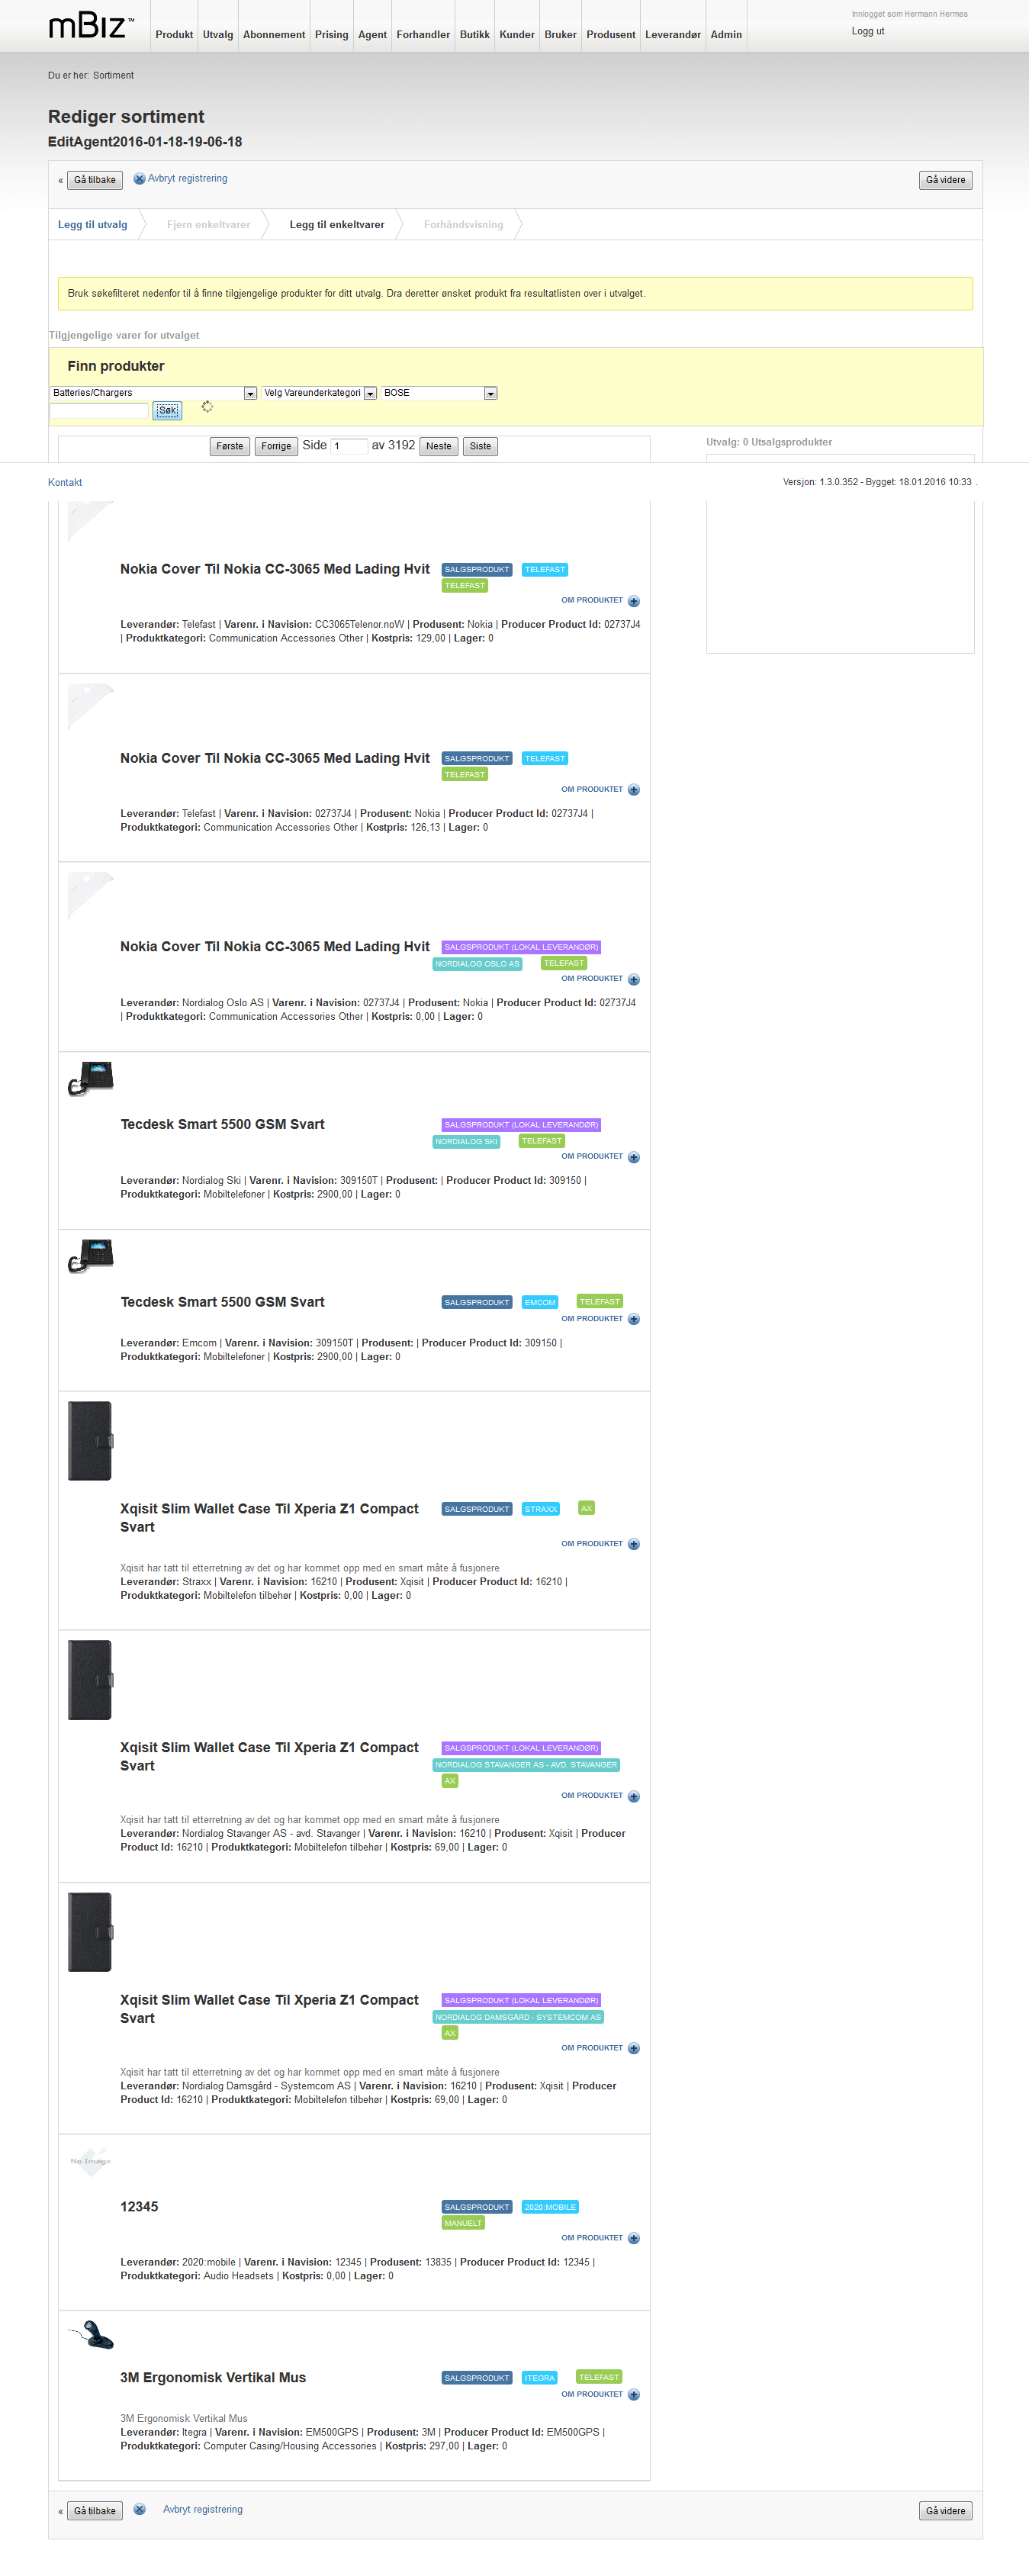 mBiz™
Produkt Utvalg Abonnement Prising Agent Forhandler Butikk Kunder Bruker Produsent Leverandør Admin
Innlogget som Hermann Hermes
Logg ut
Du er her: Sortiment
Rediger sortiment
EditAgent2016-01-18-19-06-18
« Gå tilbake Avbryt registrering Gå videre
Legg til utvalg Fjern enkeltvarer Legg til enkeltvarer Forhåndsvisning
Bruk søkefilteret nedenfor til å finne tilgjengelige produkter for ditt utvalg. Dra deretter ønsket produkt fra resultatlisten over i utvalget.
Tilgjengelige varer for utvalget
Finn produkter
Batteries/Chargers Velg Vareunderkategori BOSE
Søk
Første Forrige Side 1 av 3192 Neste Siste
Utvalg: 0 Utsalgsprodukter
Kontakt
Versjon: 1.3.0.352 - Bygget: 18.01.2016 10:33 .
Nokia Cover Til Nokia CC-3065 Med Lading Hvit SALGSPRODUKT TELEFAST
TELEFAST
OM PRODUKTET
Leverandør: Telefast | Varenr. i Navision: CC3065Telenor.noW | Produsent: Nokia | Producer Product Id: 02737J4
| Produktkategori: Communication Accessories Other | Kostpris: 129,00 | Lager: 0
Nokia Cover Til Nokia CC-3065 Med Lading Hvit SALGSPRODUKT TELEFAST
TELEFAST
OM PRODUKTET
Leverandør: Telefast | Varenr. i Navision: 02737J4 | Produsent: Nokia | Producer Product Id: 02737J4 |
Produktkategori: Communication Accessories Other | Kostpris: 126,13 | Lager: 0
Nokia Cover Til Nokia CC-3065 Med Lading Hvit SALGSPRODUKT (LOKAL LEVERANDØR)
NORDIALOG OSLO AS TELEFAST
OM PRODUKTET
Leverandør: Nordialog Oslo AS | Varenr. i Navision: 02737J4 | Produsent: Nokia | Producer Product Id: 02737J4
| Produktkategori: Communication Accessories Other | Kostpris: 0,00 | Lager: 0
Tecdesk Smart 5500 GSM Svart SALGSPRODUKT (LOKAL LEVERANDØR)
NORDIALOG SKI TELEFAST
OM PRODUKTET
Leverandør: Nordialog Ski | Varenr. i Navision: 309150T | Produsent: | Producer Product Id: 309150 |
Produktkategori: Mobiltelefoner | Kostpris: 2900,00 | Lager: 0
Tecdesk Smart 5500 GSM Svart SALGSPRODUKT EMCOM TELEFAST
OM PRODUKTET
Leverandør: Emcom | Varenr. i Navision: 309150T | Produsent: | Producer Product Id: 309150 |
Produktkategori: Mobiltelefoner | Kostpris: 2900,00 | Lager: 0
Xqisit Slim Wallet Case Til Xperia Z1 Compact SALGSPRODUKT STRAXX AX
Svart
OM PRODUKTET
Xqisit har tatt til etterretning av det og har kommet opp med en smart måte å fusjonere
Leverandør: Straxx | Varenr. i Navision: 16210 | Produsent: Xqisit | Producer Product Id: 16210 |
Produktkategori: Mobiltelefon tilbehør | Kostpris: 0,00 | Lager: 0
Xqisit Slim Wallet Case Til Xperia Z1 Compact SALGSPRODUKT (LOKAL LEVERANDØR)
Svart NORDIALOG STAVANGER AS - AVD. STAVANGER
AX
OM PRODUKTET
Xqisit har tatt til etterretning av det og har kommet opp med en smart måte å fusjonere
Leverandør: Nordialog Stavanger AS - avd. Stavanger | Varenr. i Navision: 16210 | Produsent: Xqisit | Producer
Product Id: 16210 | Produktkategori: Mobiltelefon tilbehør | Kostpris: 69,00 | Lager: 0
Xqisit Slim Wallet Case Til Xperia Z1 Compact SALGSPRODUKT (LOKAL LEVERANDØR)
Svart NORDIALOG DAMSGÅRD - SYSTEMCOM AS
AX
OM PRODUKTET
Xqisit har tatt til etterretning av det og har kommet opp med en smart måte å fusjonere
Leverandør: Nordialog Damsgård - Systemcom AS | Varenr. i Navision: 16210 | Produsent: Xqisit | Producer
Product Id: 16210 | Produktkategori: Mobiltelefon tilbehør | Kostpris: 69,00 | Lager: 0
No Image
12345 SALGSPRODUKT 2020:MOBILE
MANUELT
OM PRODUKTET
Leverandør: 2020:mobile | Varenr. i Navision: 12345 | Produsent: 13835 | Producer Product Id: 12345 |
Produktkategori: Audio Headsets | Kostpris: 0,00 | Lager: 0
3M Ergonomisk Vertikal Mus SALGSPRODUKT ITEGRA TELEFAST
OM PRODUKTET
3M Ergonomisk Vertikal Mus
Leverandør: Itegra | Varenr. i Navision: EM500GPS | Produsent: 3M | Producer Product Id: EM500GPS |
Produktkategori: Computer Casing/Housing Accessories | Kostpris: 297,00 | Lager: 0
« Gå tilbake Avbryt registrering Gå videre